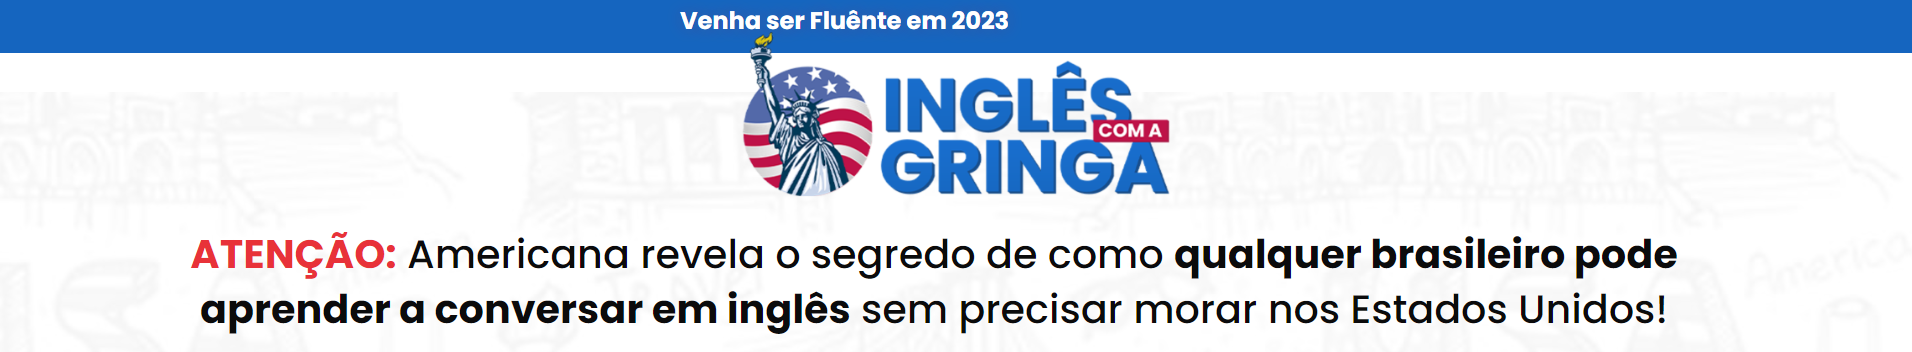 Venha ser Fluênte em 2023
INGLÊS
COM A
GRINGA
ATENÇÃO: Americana revela o segredo de como qualquer brasileiro pode
aprender a conversar em inglês sem precisar morar nos Estados Unidos!
America